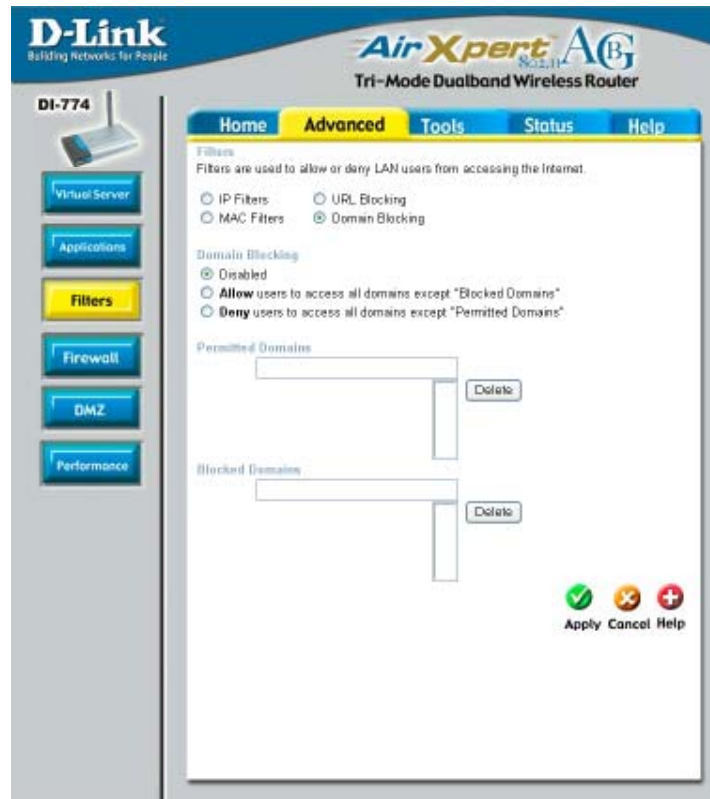 D-Link
Building Networks for People
AirXpert ABG
802.11
Tri-Mode Dualband Wireless Router
DI-774
Home Advanced Tools Status Help
Virtual Server
Applications
Filters
Firewall
DMZ
Performance
Filters
Filters are used to allow or deny LAN users from accessing the Internet.
IP Filters URL Blocking
MAC Filters Domain Blocking
Domain Blocking
Disabled
Allow users to access all domains except "Blocked Domains"
Deny users to access all domains except "Permitted Domains"
Permitted Domains
Delete
Blocked Domains
Delete
Apply Cancel Help